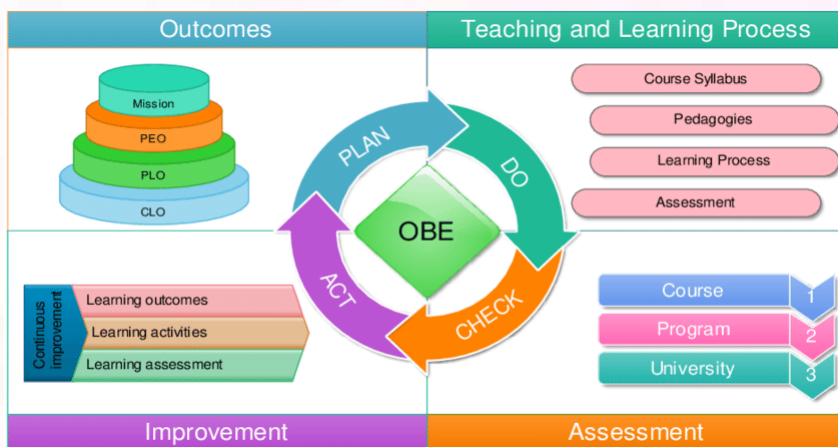 Outcomes
Teaching and Learning Process
Mission
PEO
PLO
CLO
PLAN
DO
CHECK
ACT
OBE
Course Syllabus
Pedagogies
Learning Process
Assessment
Continuous
improvement
Learning outcomes
Learning activities
Learning assessment
Course 1
Program 2
University 3
Improvement
Assessment